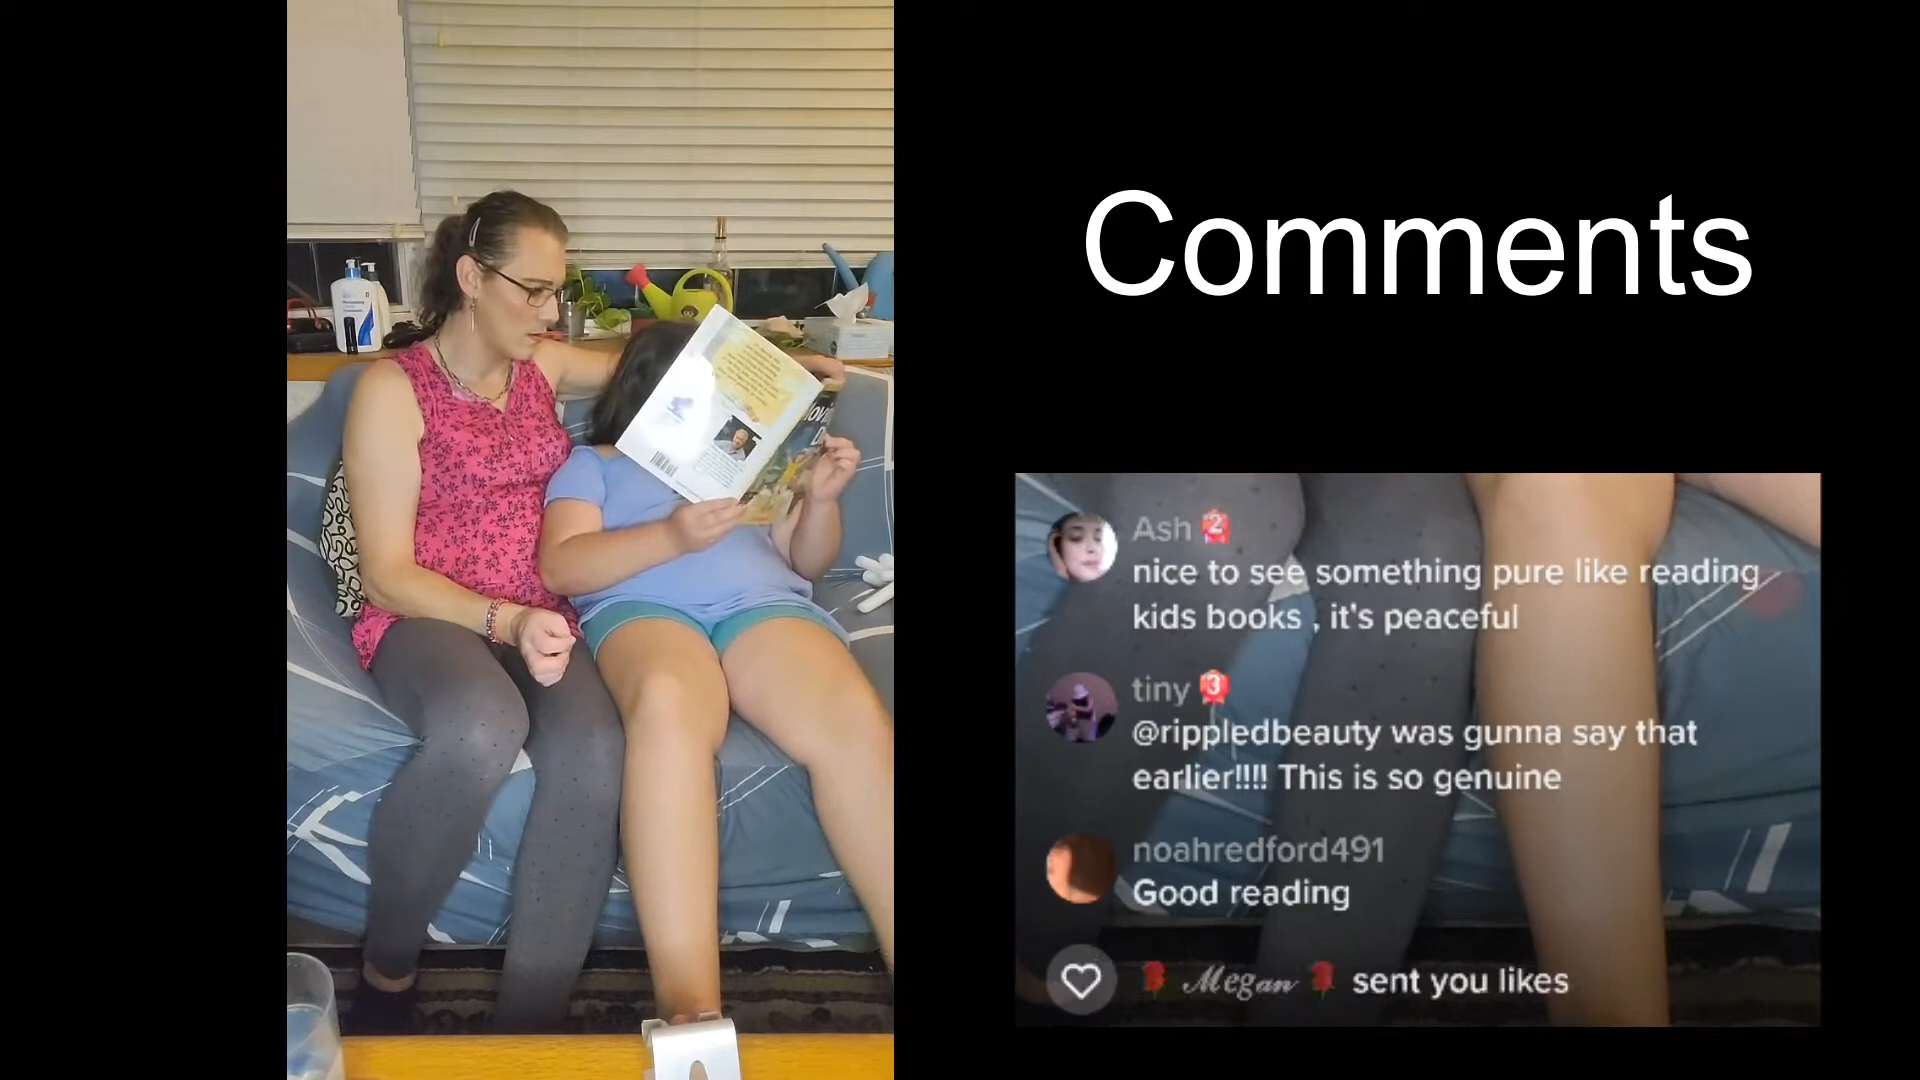 Comments
Ash 2
nice to see something pure like reading
kids books , it's peaceful
tiny 3
@rippledbeauty was gunna say that
earlier!!!! This is so genuine
noahredford491
Good reading
Megan sent you likes